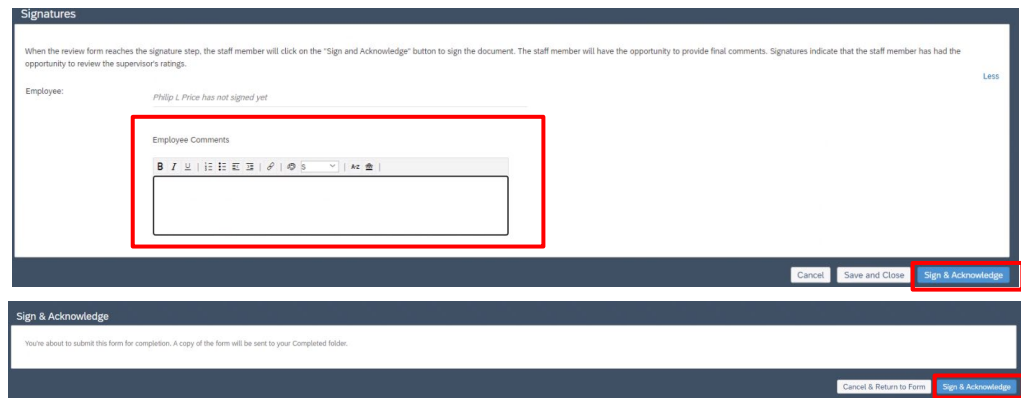 Signatures
When the review form reaches the signature step, the staff member will click on the "Sign and Acknowledge" button to sign the document. The staff member will have the opportunity to provide final comments. Signatures indicate that the staff member has had the
opportunity to review the supervisor's ratings.
Less
Employee:
Philip L Price has not signed yet
Employee Comments
B I U S A-Z
Cancel Save and Close Sign & Acknowledge
Sign & Acknowledge
You're about to submit this form for completion. A copy of the form will be sent to your Completed folder.
Cancel & Return to Form Sign & Acknowledge